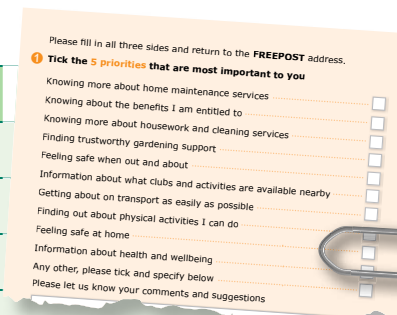 Please fill in all three sides and return to the FREEPOST address.
1 Tick the 5 priorities that are most important to you
Knowing more about home maintenance services
Knowing about the benefits I am entitled to
Knowing more about housework and cleaning services
Finding trustworthy gardening support
Feeling safe when out and about
Information about what clubs and activities are available nearby
Getting about on transport as easily as possible
Finding out about physical activities I can do
Feeling safe at home
Information about health and wellbeing
Any other, please tick and specify below
Please let us know your comments and suggestions